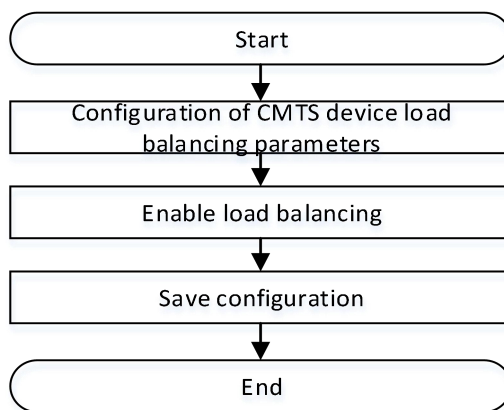 Start
Configuration of CMTS device load
balancing parameters
Enable load balancing
Save configuration
End